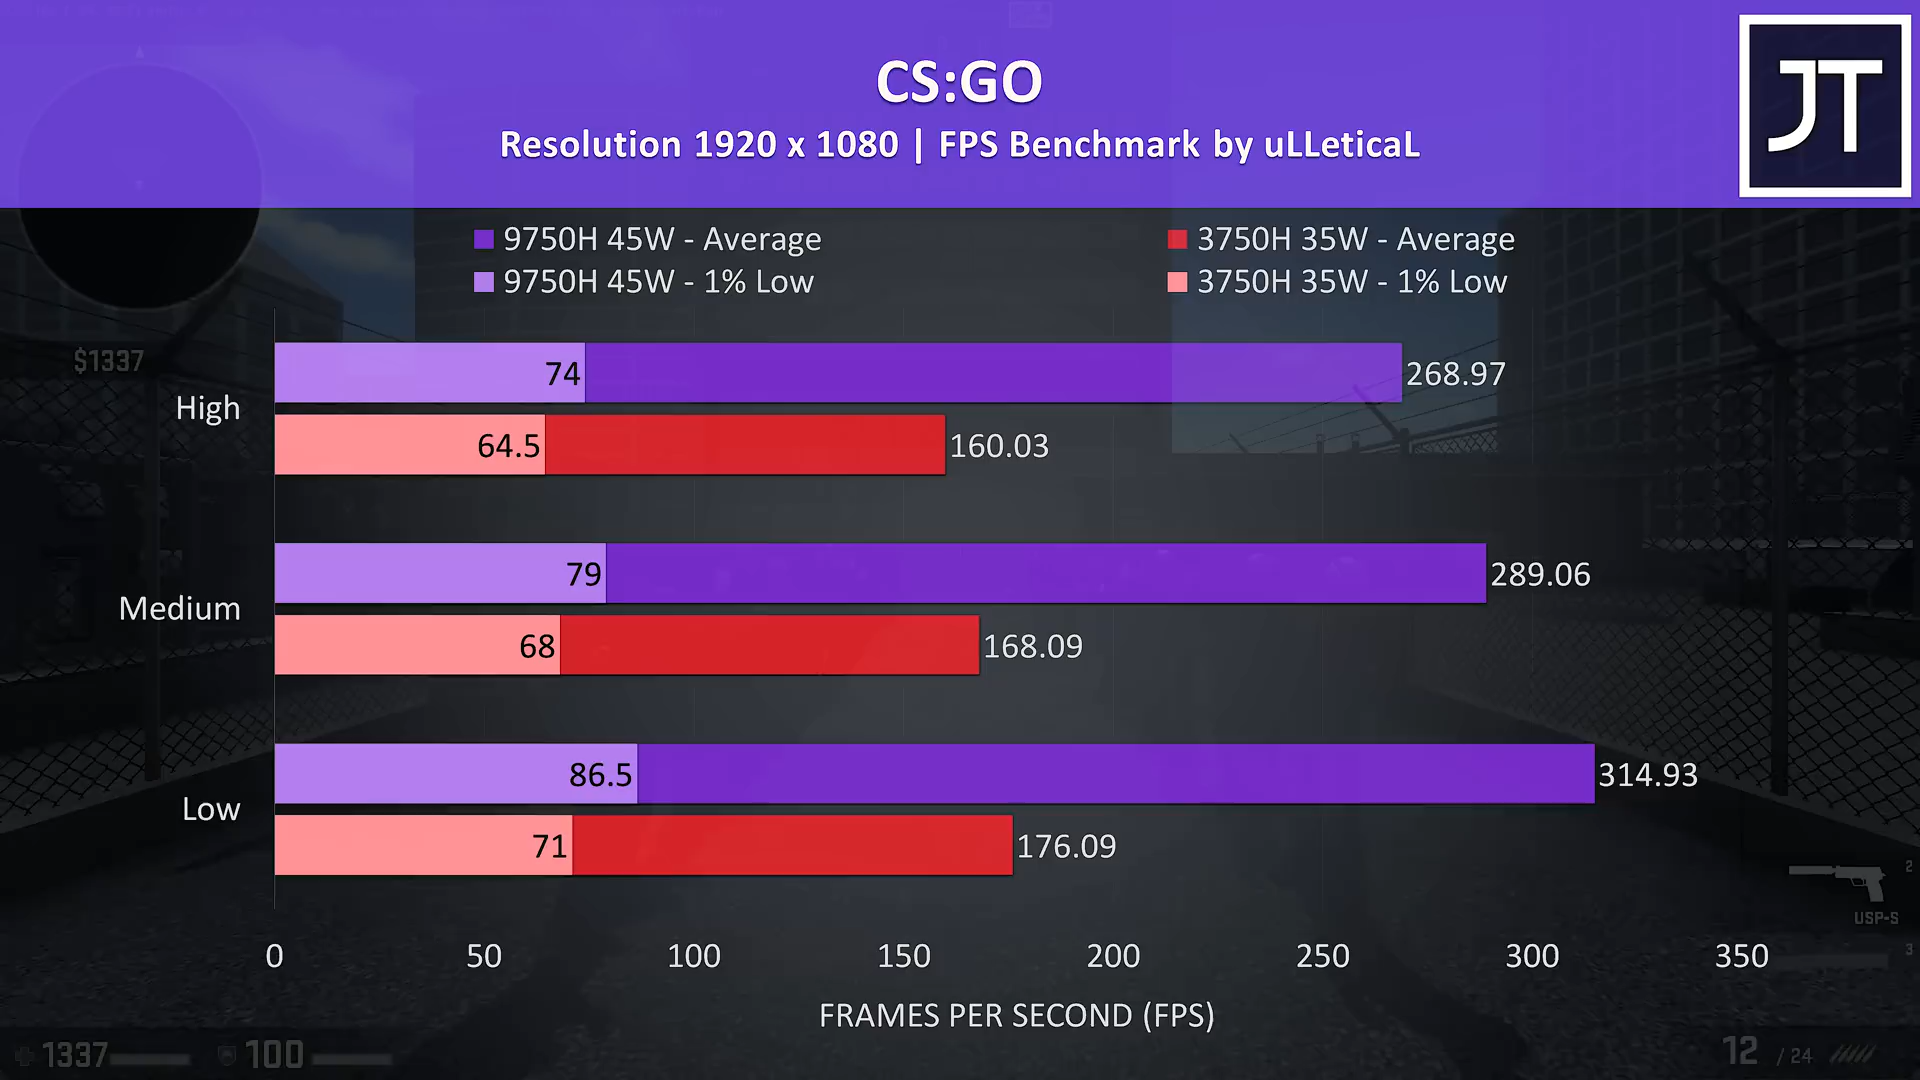 CS:GO
Resolution 1920 x 1080 | FPS Benchmark by uLLeticaL
JT
9750H 45W - Average
3750H 35W - Average
9750H 45W - 1% Low
3750H 35W - 1% Low
$1337
High
74
268.97
64.5
160.03
Medium
79
289.06
68
168.09
Low
86.5
314.93
71
176.09
2
USP-S
3
0
50
100
150
200
250
300
350
FRAMES PER SECOND (FPS)
1337
100
12 / 24